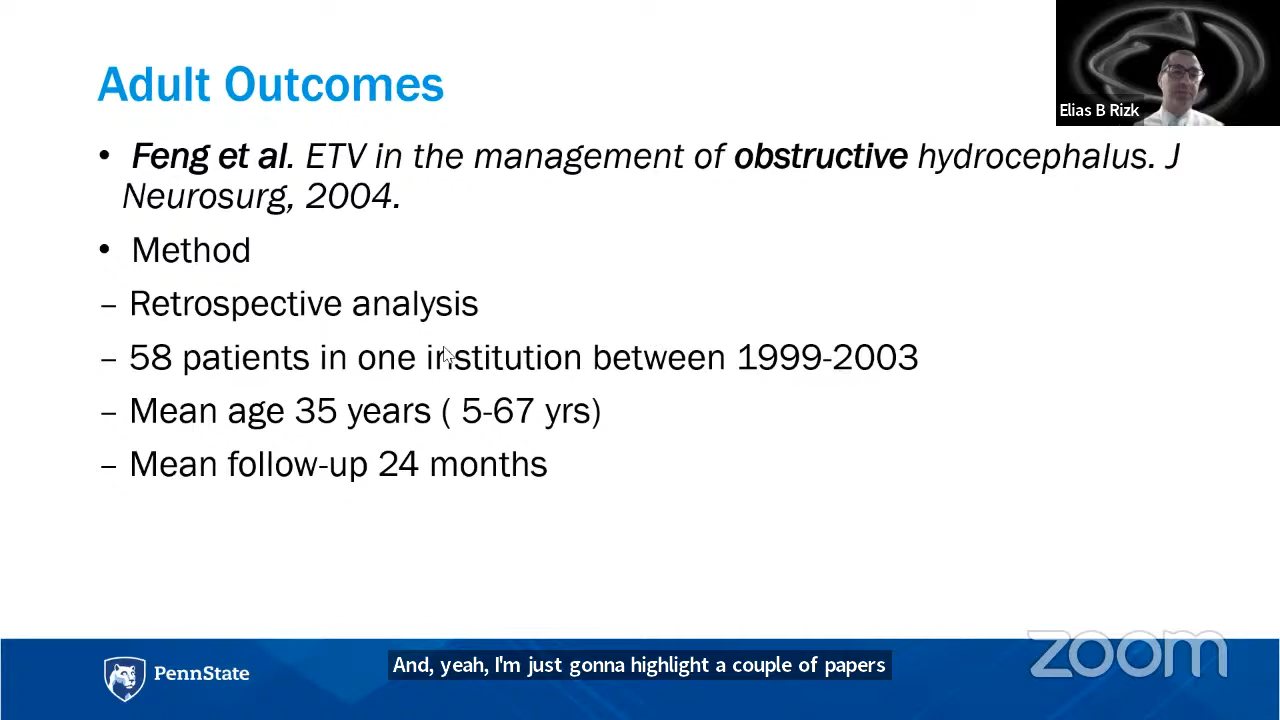 Adult Outcomes
Elias B Rizk
• Feng et al. ETV in the management of obstructive hydrocephalus. J
Neurosurg, 2004.
• Method
– Retrospective analysis
– 58 patients in one institution between 1999-2003
– Mean age 35 years ( 5-67 yrs)
– Mean follow-up 24 months
zoom
PennState
And, yeah, I'm just gonna highlight a couple of papers